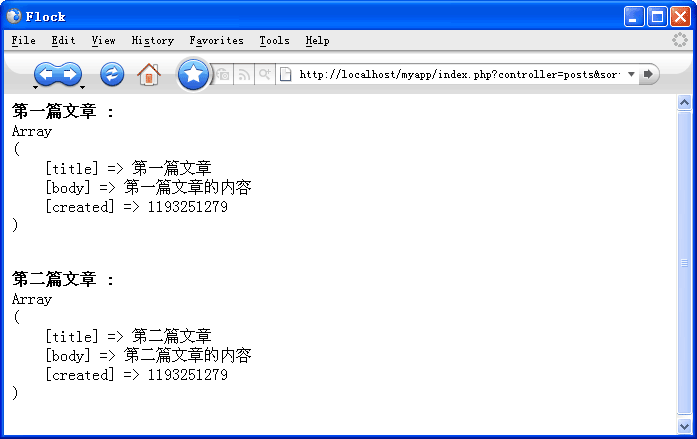 Flock
File Edit View History Favorites Tools Help
http://localhost/myapp/index.php?controller=posts&sor
第一篇文章 :
Array
(
[title] => 第一篇文章
[body] => 第一篇文章的内容
[created] => 1193251279
)
第二篇文章 :
Array
(
[title] => 第二篇文章
[body] => 第二篇文章的内容
[created] => 1193251279
)